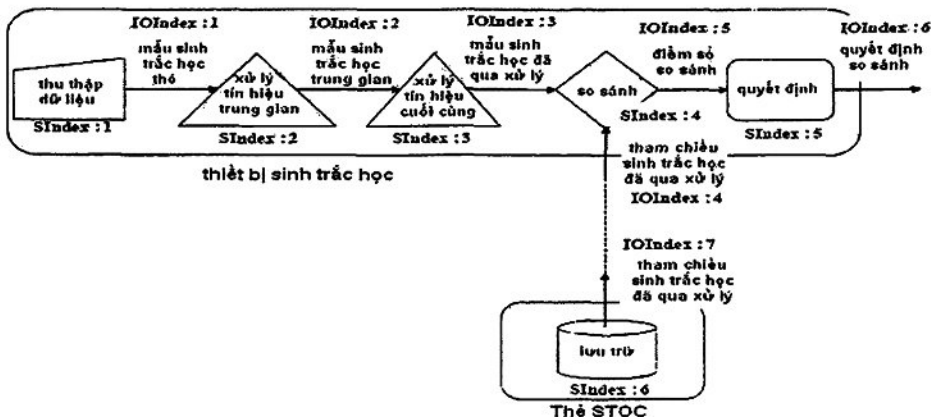 IOIndex :1
mẫu sinh
trắc học
thô
IOIndex :2
mẫu sinh
trắc học
trung gian
IOIndex :3
mẫu sinh
trắc học đã
qua xử lý
IOIndex :5
điểm số
so sánh
IOIndex :6
quyết định
so sánh
thu thập
dữ liệu
SIndex :1
xử lý
tín hiệu
trung gian
SIndex :2
xử lý
tín hiệu
cuối cùng
SIndex :3
so sánh
SIndex :4
quyết định
SIndex :5
thiết bị sinh trắc học
tham chiếu
sinh trắc học
đã qua xử lý
IOIndex :4
IOIndex :7
tham chiếu
sinh trắc học
đã qua xử lý
lưu trữ
SIndex :6
Thẻ STOC